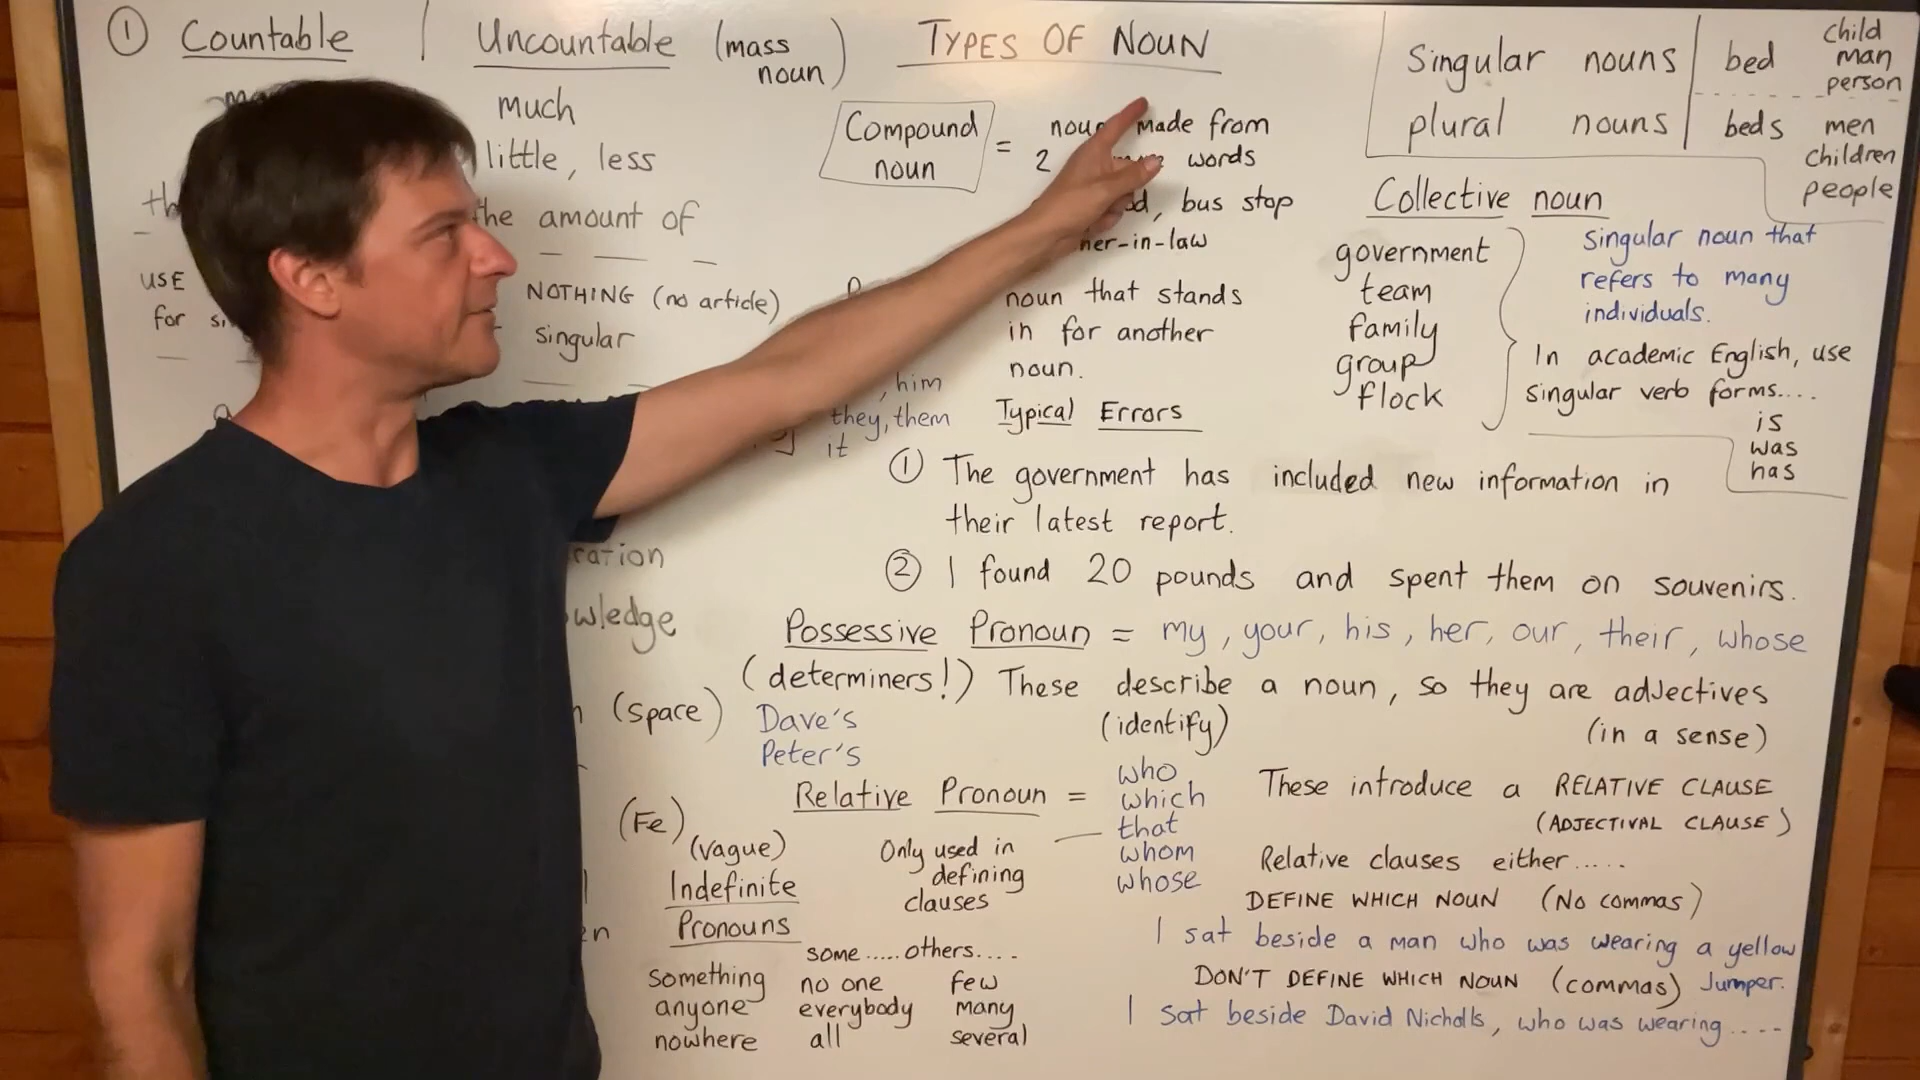 ① Countable | Uncountable (mass noun)
much
little, less
the amount of
USE
NOTHING (no article)
for
singular
(space)
(Fe)
TYPES OF NOUN
Compound noun = made from
2 words
, bus stop
-in-law
noun that stands
in for another
noun.
him
they, them
it
Singular nouns | bed child man person
plural nouns | beds men children people
Collective noun
government
team
family
group
flock
singular noun that
refers to many
individuals.
In academic English, use
singular verb forms....
is
was
has
Typical Errors
① The government has included new information in
their latest report.
② I found 20 pounds and spent them on souvenirs.
Possessive Pronoun = my, your, his, her, our, their, whose
(determiners!) These describe a noun, so they are adjectives
(identify) (in a sense)
Dave's
Peter's
Relative Pronoun =
who
which
that
whom
whose
Only used in
defining
clauses
These introduce a RELATIVE CLAUSE
(ADJECTIVAL CLAUSE)
Relative clauses either.....
DEFINE WHICH NOUN (No commas)
I sat beside a man who was wearing a yellow
jumper.
DON'T DEFINE WHICH NOUN (commas)
I sat beside David Nicholls, who was wearing....
(vague)
Indefinite
Pronouns
some.....others....
something no one few
anyone everybody many
nowhere all several